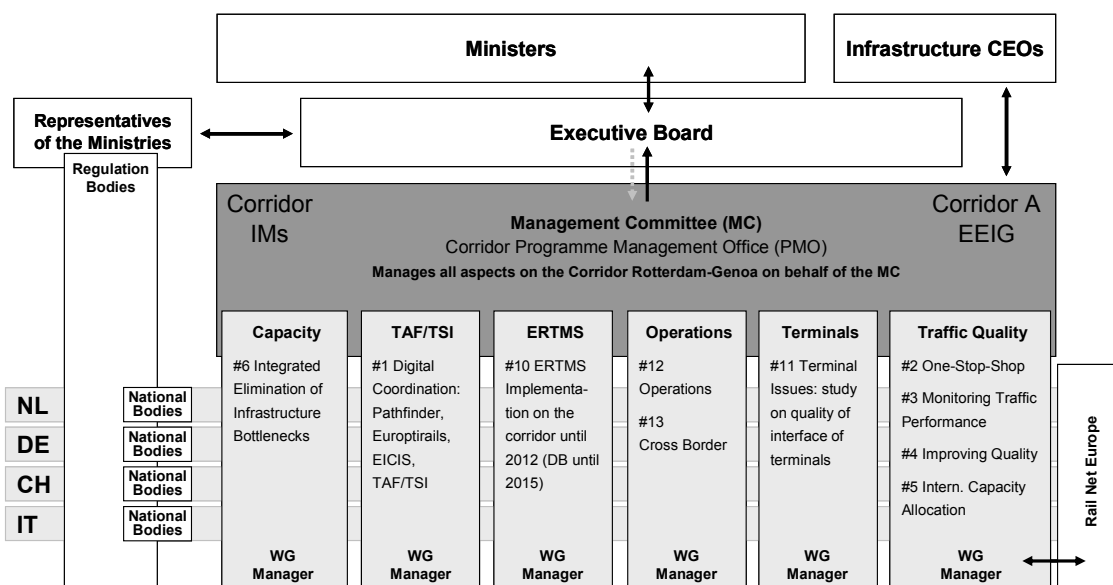 Ministers
Infrastructure CEOs
Representatives
of the Ministries
Executive Board
Regulation
Bodies
Corridor
IMs
Management Committee (MC)
Corridor Programme Management Office (PMO)
Manages all aspects on the Corridor Rotterdam-Genoa on behalf of the MC
Corridor A
EEIG
Capacity
#6 Integrated
Elimination of
Infrastructure
Bottlenecks
WG
Manager
TAF/TSI
#1 Digital
Coordination:
Pathfinder,
Europtirails,
EICIS,
TAF/TSI
WG
Manager
ERTMS
#10 ERTMS
Implementa-
tion on the
corridor until
2012 (DB until
2015)
WG
Manager
Operations
#12
Operations
#13
Cross Border
WG
Manager
Terminals
#11 Terminal
Issues: study
on quality of
interface of
terminals
WG
Manager
Traffic Quality
#2 One-Stop-Shop
#3 Monitoring Traffic
Performance
#4 Improving Quality
#5 Intern. Capacity
Allocation
WG
Manager
Rail Net Europe
NL
National
Bodies
DE
National
Bodies
CH
National
Bodies
IT
National
Bodies